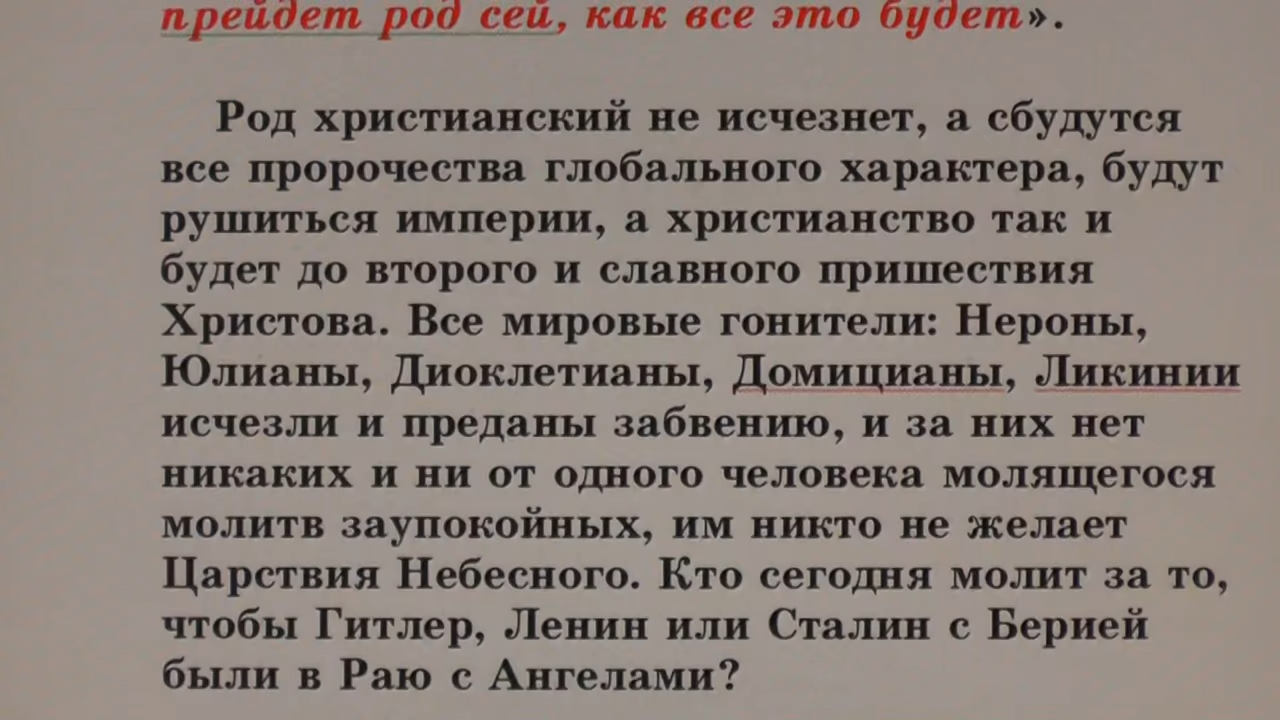 прейдет род сей, как все это будет».
Род христианский не исчезнет, а сбудутся
все пророчества глобального характера, будут
рушиться империи, а христианство так и
будет до второго и славного пришествия
Христова. Все мировые гонители: Нероны,
Юлианы, Диоклетианы, Домицианы, Ликинии
исчезли и преданы забвению, и за них нет
никаких и ни от одного человека молящегося
молитв заупокойных, им никто не желает
Царствия Небесного. Кто сегодня молит за то,
чтобы Гитлер, Ленин или Сталин с Берией
были в Раю с Ангелами?